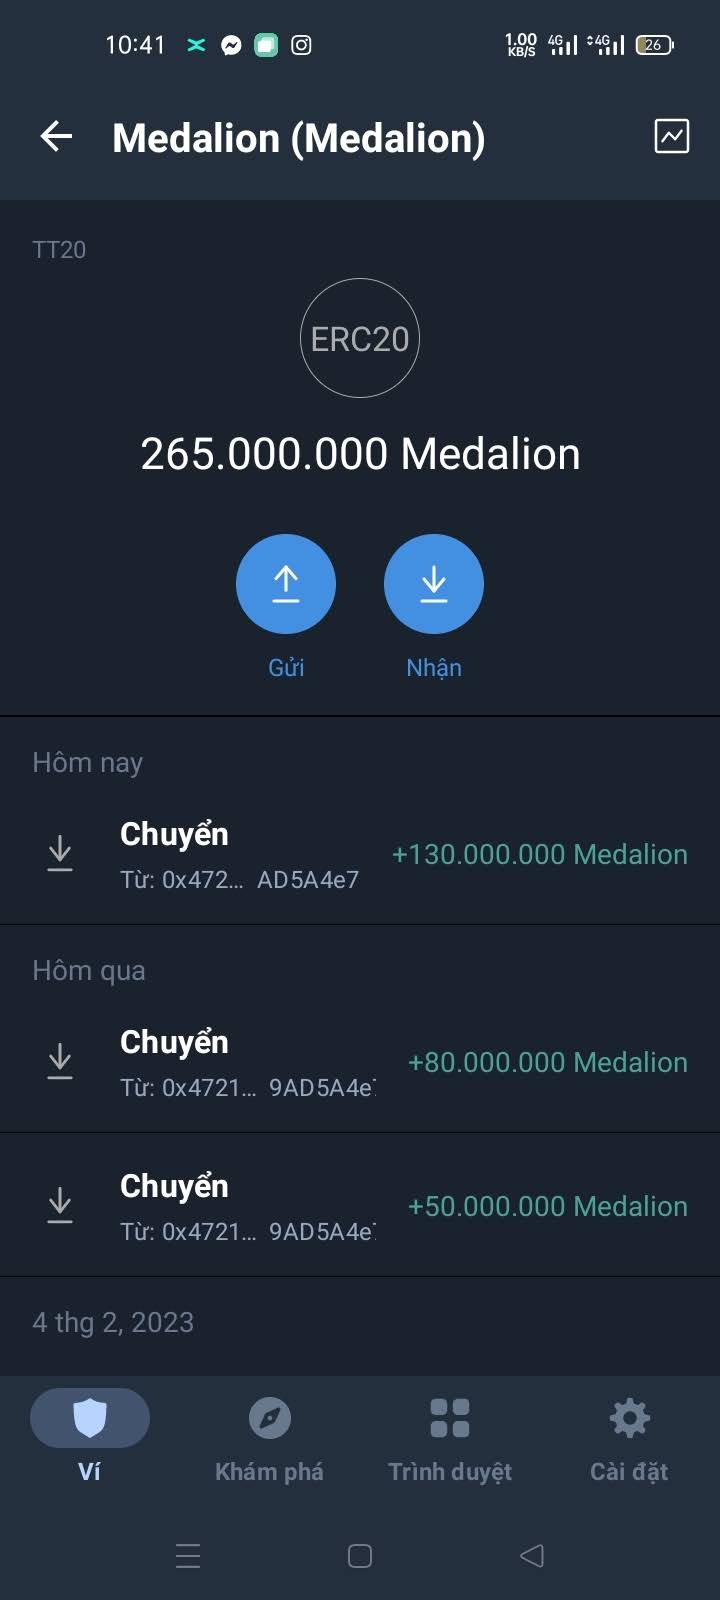 10:41
1.00 KB/S 4G 4G 26
Medalion (Medalion)
TT20
ERC20
265.000.000 Medalion
Gửi Nhận
Hôm nay
Chuyển
+130.000.000 Medalion
Từ: 0x472... AD5A4e7
Hôm qua
Chuyển
+80.000.000 Medalion
Từ: 0x4721... 9AD5A4e
Chuyển
+50.000.000 Medalion
Từ: 0x4721... 9AD5A4e
4 thg 2, 2023
Ví Khám phá Trình duyệt Cài đặt